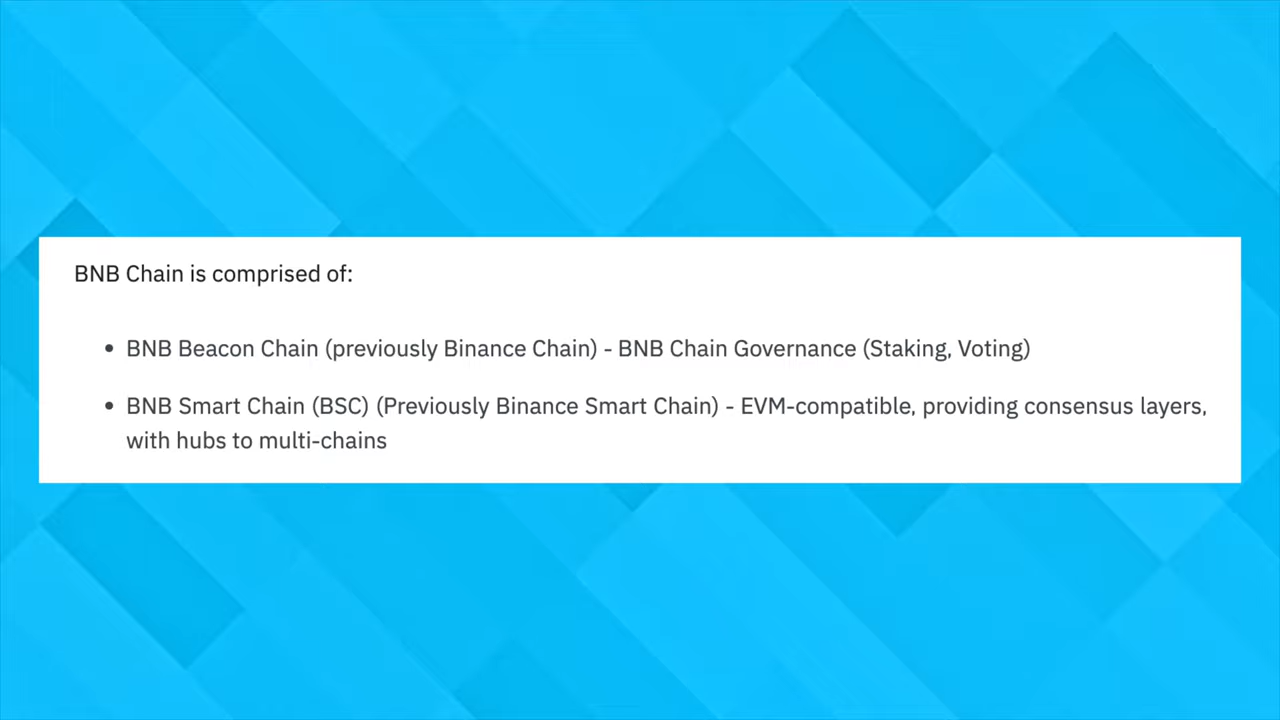 BNB Chain is comprised of:
• BNB Beacon Chain (previously Binance Chain) - BNB Chain Governance (Staking, Voting)
• BNB Smart Chain (BSC) (Previously Binance Smart Chain) - EVM-compatible, providing consensus layers,
with hubs to multi-chains